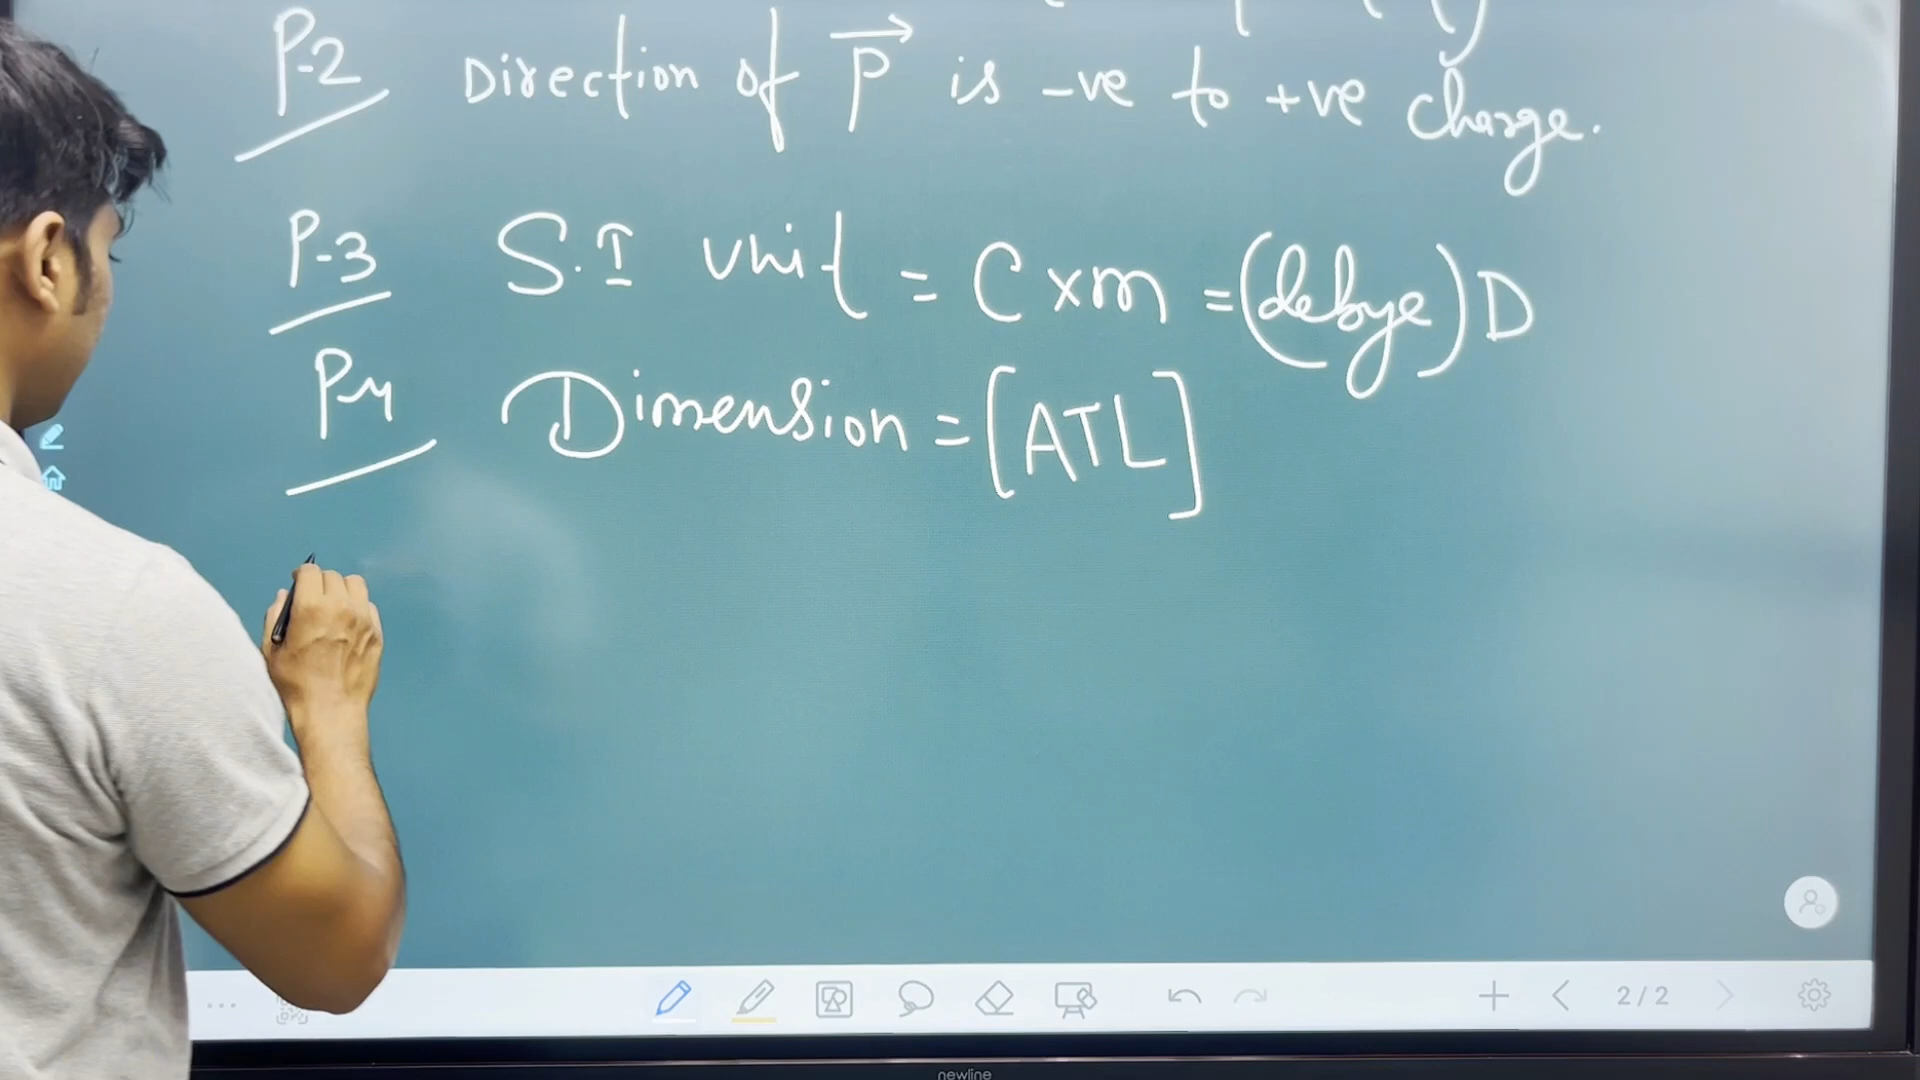 P-2 Direction of P is -ve to +ve charge.
P-3 S.I unit = C x m = (debye) D
P-4 Dimension = [ATL]
2/2
newline